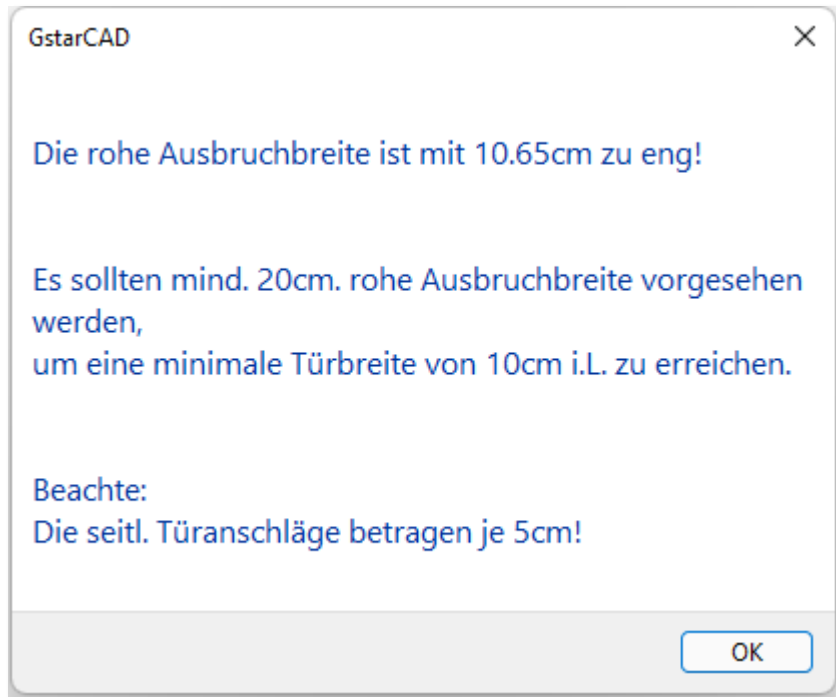 GstarCAD
Die rohe Ausbruchbreite ist mit 10.65cm zu eng!
Es sollten mind. 20cm. rohe Ausbruchbreite vorgesehen
werden,
um eine minimale Türbreite von 10cm i.L. zu erreichen.
Beachte:
Die seitl. Türanschläge betragen je 5cm!
OK